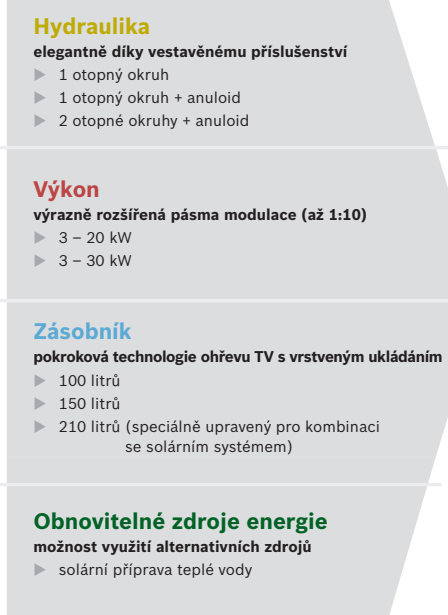 Hydraulika
elegantně díky vestavěnému příslušenství
▶ 1 otopný okruh
▶ 1 otopný okruh + anuloid
▶ 2 otopné okruhy + anuloid
Výkon
výrazně rozšířená pásma modulace (až 1:10)
▶ 3 – 20 kW
▶ 3 – 30 kW
Zásobník
pokroková technologie ohřevu TV s vrstveným ukládáním
▶ 100 litrů
▶ 150 litrů
▶ 210 litrů (speciálně upravený pro kombinaci
se solárním systémem)
Obnovitelné zdroje energie
možnost využití alternativních zdrojů
▶ solární příprava teplé vody